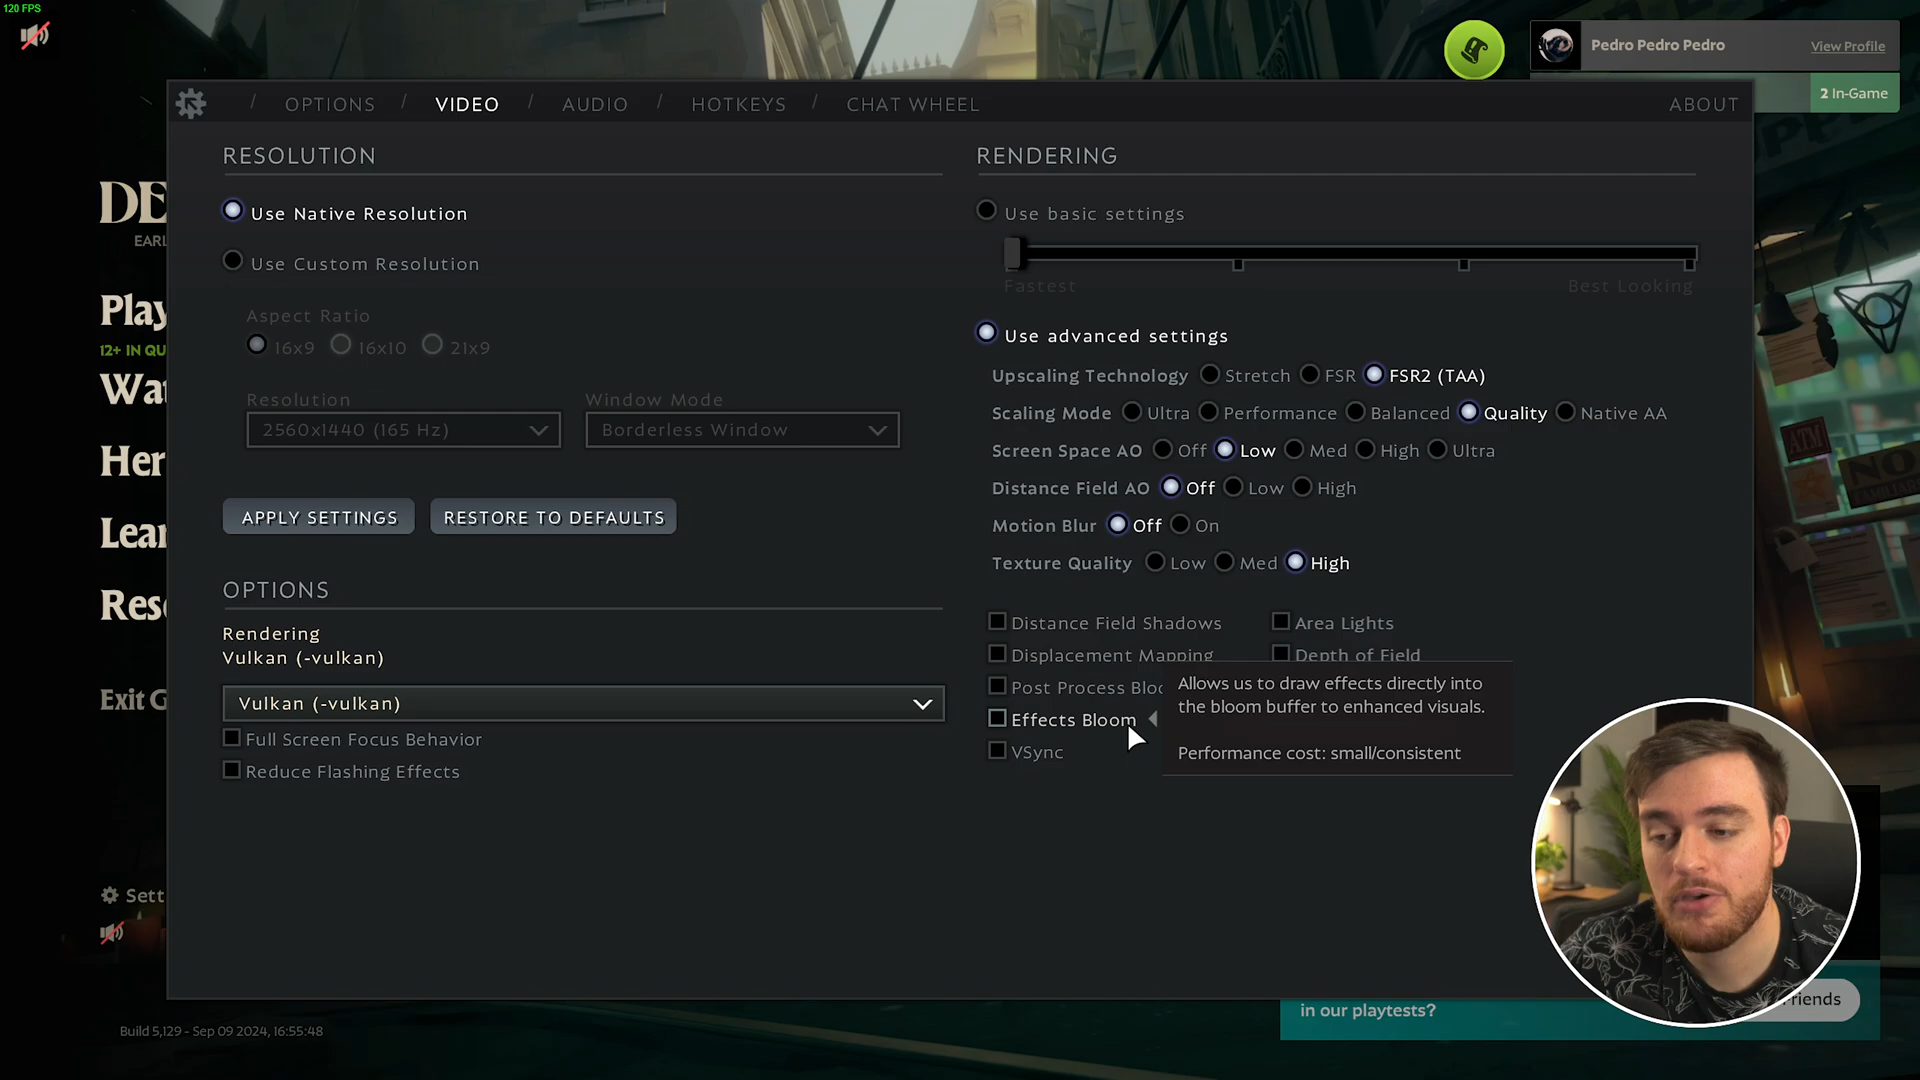 120 FPS
Pedro Pedro Pedro
View Profile
2 In-Game
/ OPTIONS / VIDEO / AUDIO / HOTKEYS / CHAT WHEEL
ABOUT
DE
EARL
Play
12+ IN QU
Wat
Her
Lear
Reso
Exit G
Sett
RESOLUTION
Use Native Resolution
Use Custom Resolution
Aspect Ratio
16x9 16x10 21x9
Resolution
Window Mode
2560x1440 (165 Hz)
Borderless Window
APPLY SETTINGS
RESTORE TO DEFAULTS
OPTIONS
Rendering
Vulkan (-vulkan)
Vulkan (-vulkan)
Full Screen Focus Behavior
Reduce Flashing Effects
RENDERING
Use basic settings
Fastest
Best Looking
Use advanced settings
Upscaling Technology Stretch FSR FSR2 (TAA)
Scaling Mode Ultra Performance Balanced Quality Native AA
Screen Space AO Off Low Med High Ultra
Distance Field AO Off Low High
Motion Blur Off On
Texture Quality Low Med High
Distance Field Shadows
Area Lights
Displacement Mapping
Depth of Field
Post Process Bloo
Effects Bloom
VSync
Allows us to draw effects directly into
the bloom buffer to enhanced visuals.
Performance cost: small/consistent
ATM
NO
in our playtests?
riends
Build 5,129 - Sep 09 2024, 16:55:48